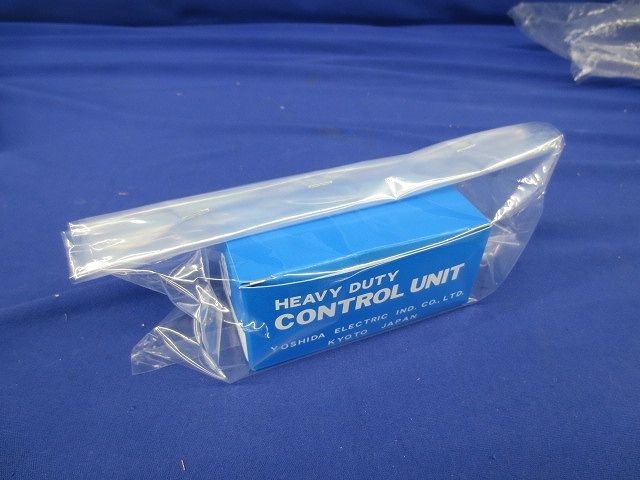 HEAVY DUTY
CONTROL UNIT
YOSHIDA ELECTRIC IND. CO., LTD.
KYOTO JAPAN